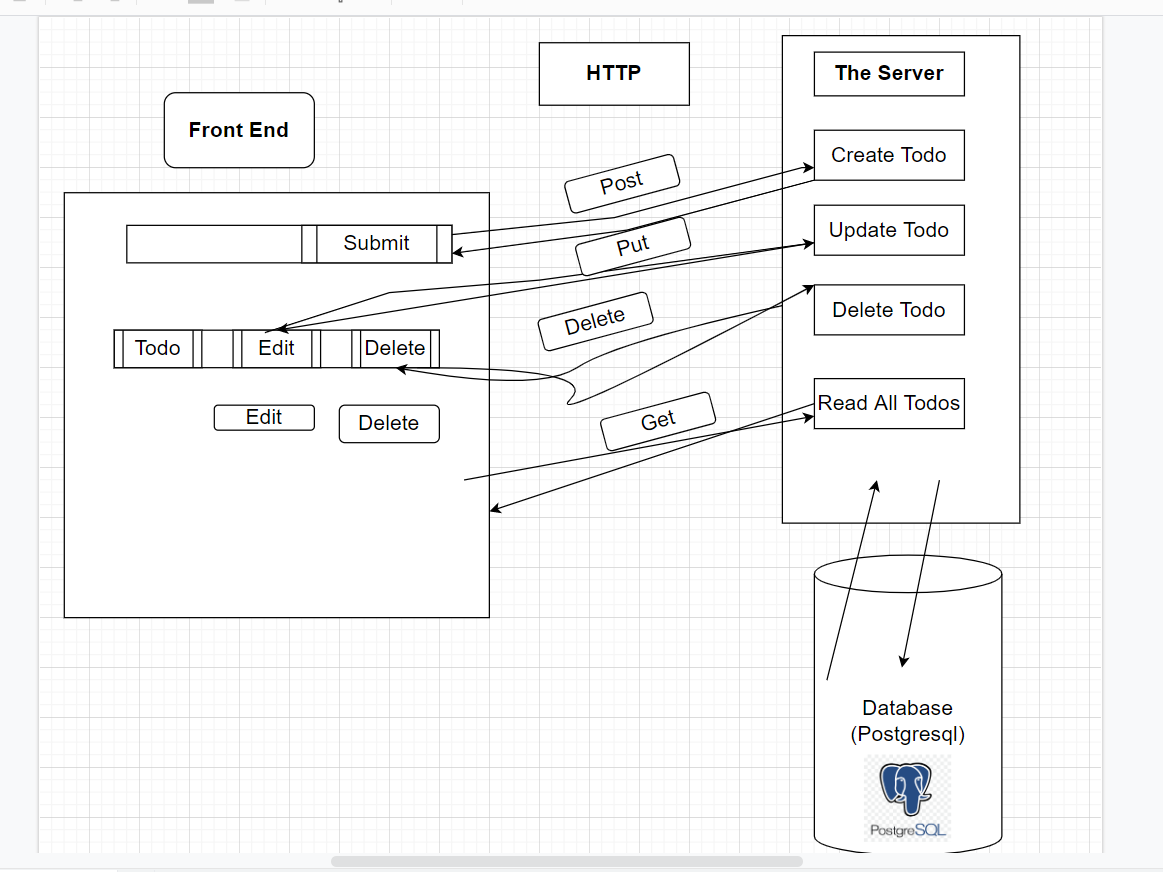 HTTP
The Server
Front End
Create Todo
Post
Submit
Update Todo
Put
Delete Todo
Delete
Todo
Edit
Delete
Read All Todos
Edit
Delete
Get
Database
(Postgresql)
PostgreSQL